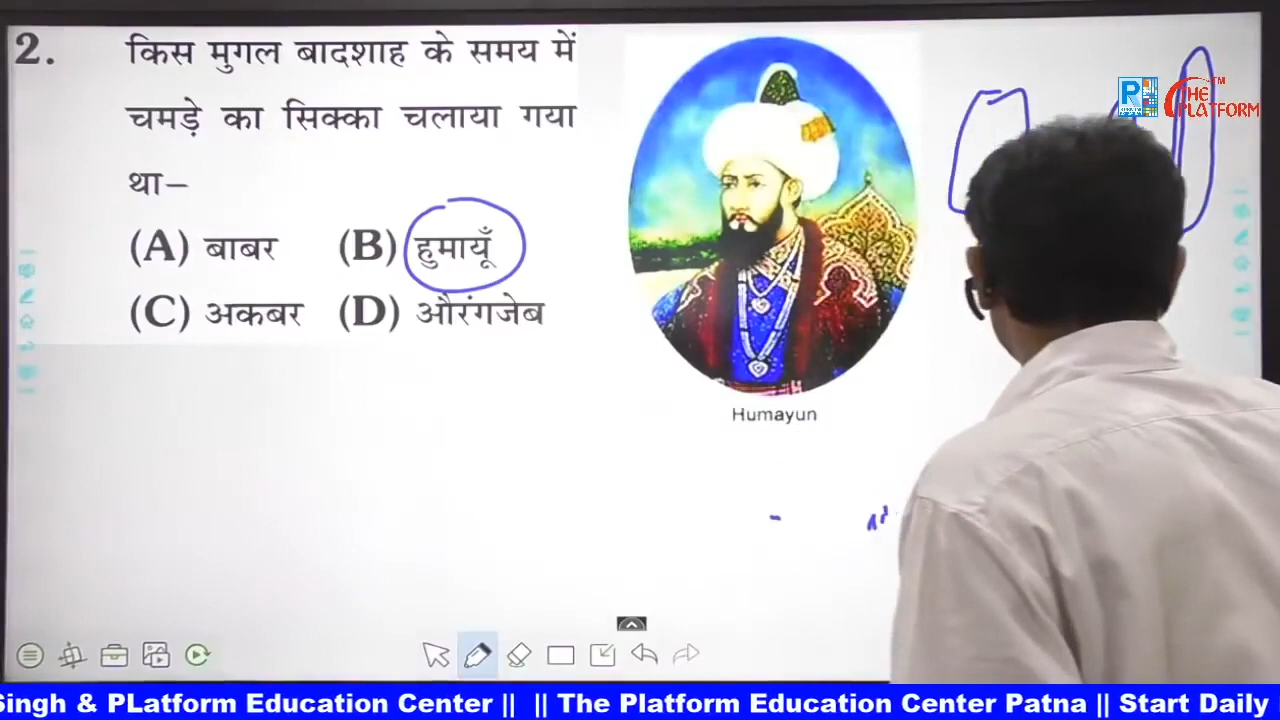 2.
किस मुगल बादशाह के समय में
चमड़े का सिक्का चलाया गया
था–
(A) बाबर (B) हुमायूँ
(C) अकबर (D) औरंगजेब
Humayun
THE PLATFORM™
Singh & PLatform Education Center || || The Platform Education Center Patna || Start Daily